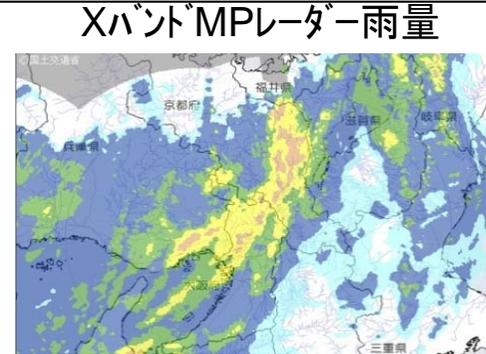 XバンドMPレーダー雨量
©国土交通省
福井県
京都府
滋賀県
岐阜県
兵庫県
大阪府
三重県